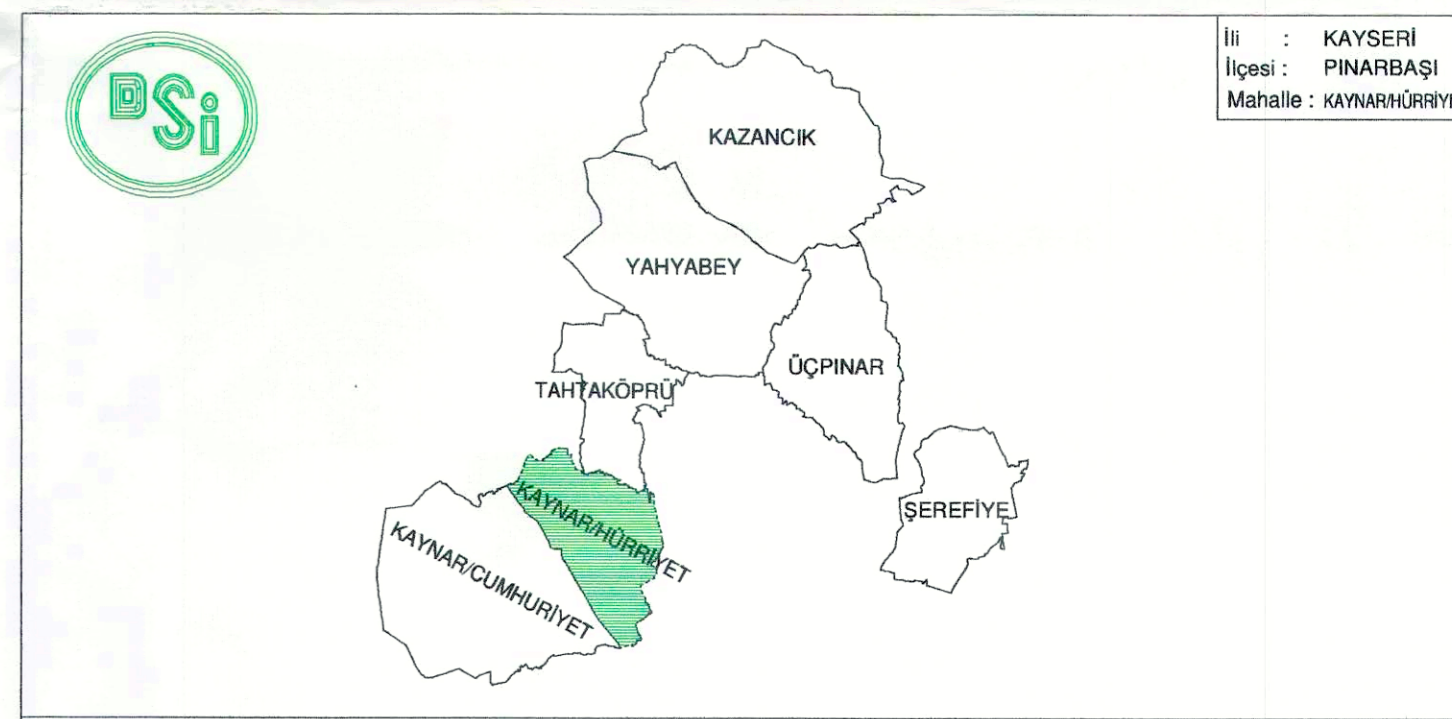 DSİ
İli : KAYSERİ
İlçesi : PINARBAŞI
Mahalle : KAYNAR/HÜRRİYE
KAZANCIK
YAHYABEY
ÜÇPINAR
TAHTAKÖPRÜ
KAYNAR/HÜRRİYET
ŞEREFİYE
KAYNAR/CUMHURİYET